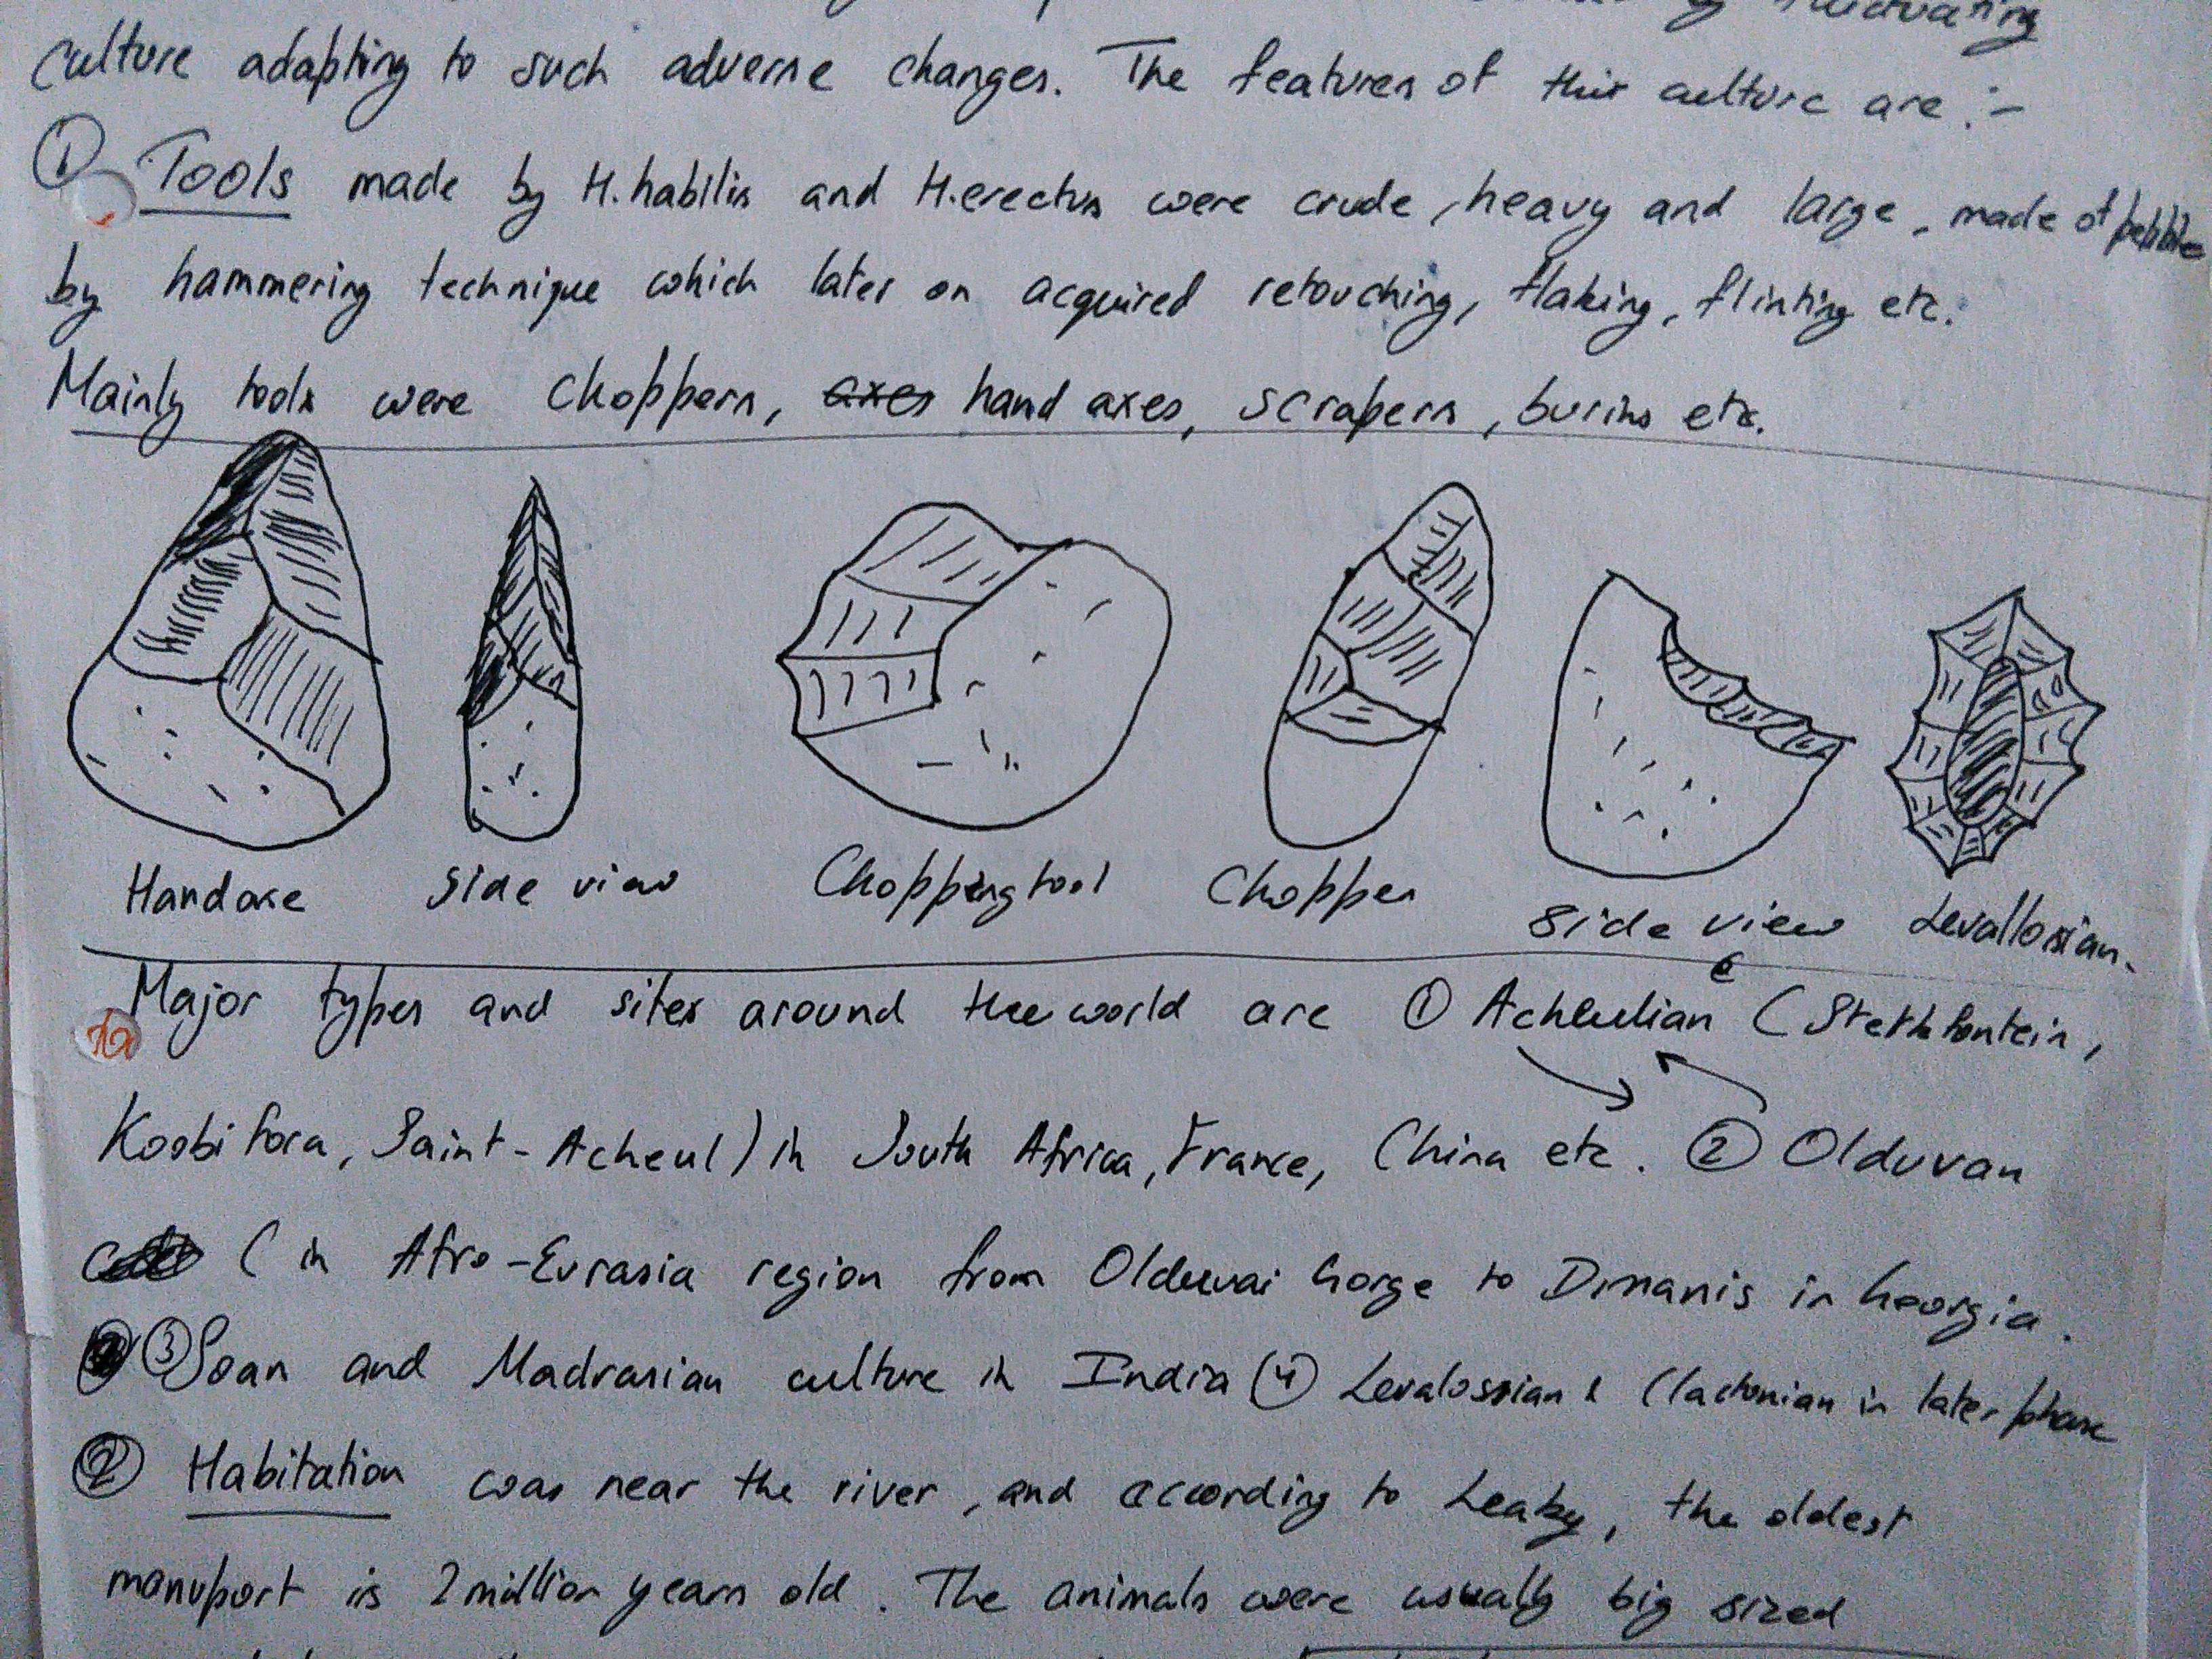 fluctuating
culture adapting to such adverse changes. The features of this culture are :-
① Tools made by H.habilis and H.erectus were crude, heavy and large, made of pebble
by hammering technique which later on acquired retouching, flaking, flinting etc.
Mainly tools were choppers, axes hand axes, scrapers, burins etc.
Handaxe Side view Chopping tool Chopper Side view Levallosian.
Major types and sites around the world are ① Acheulian (Sterkfontein,
Koobi Fora, Saint-Acheul) in South Africa, France, China etc. ② Olduvan
(in Afro-Eurasia region from Olduvai Gorge to Dmanis in Georgia.
③ Soan and Madrasian culture in India ④ Levalossian & Clactonian in later phase
② Habitation was near the river, and according to Leaky, the oldest
manuport is 2 million years old. The animals were usually big sized